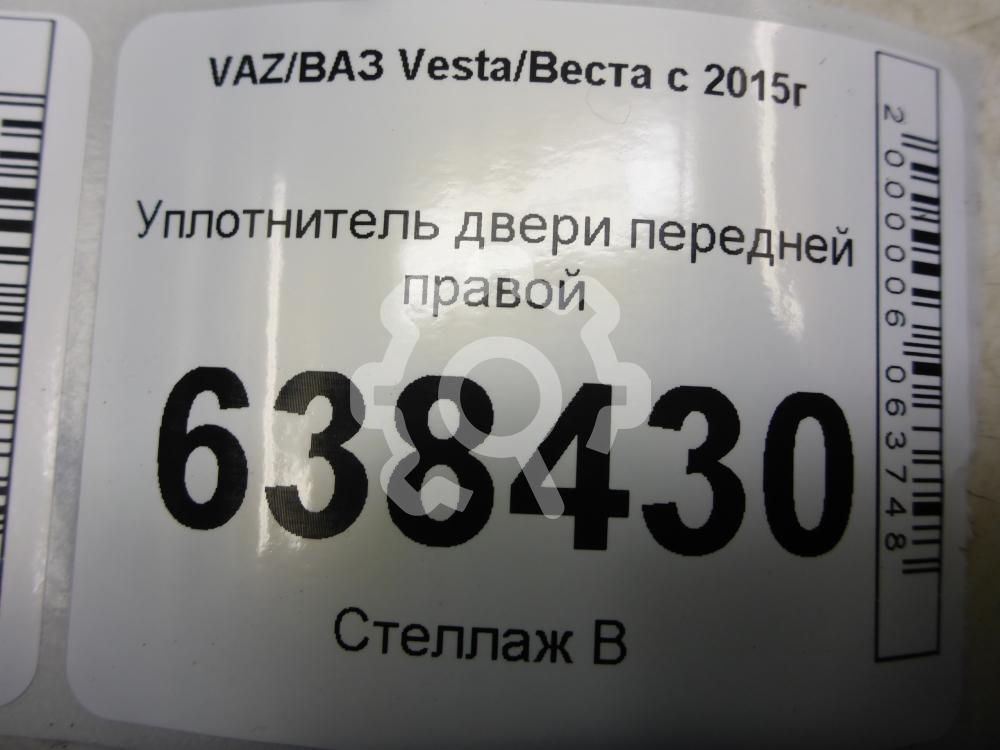 VAZ/ВАЗ Vesta/Веста с 2015г
Уплотнитель двери передней
правой
638430
Стеллаж В
2000006063748